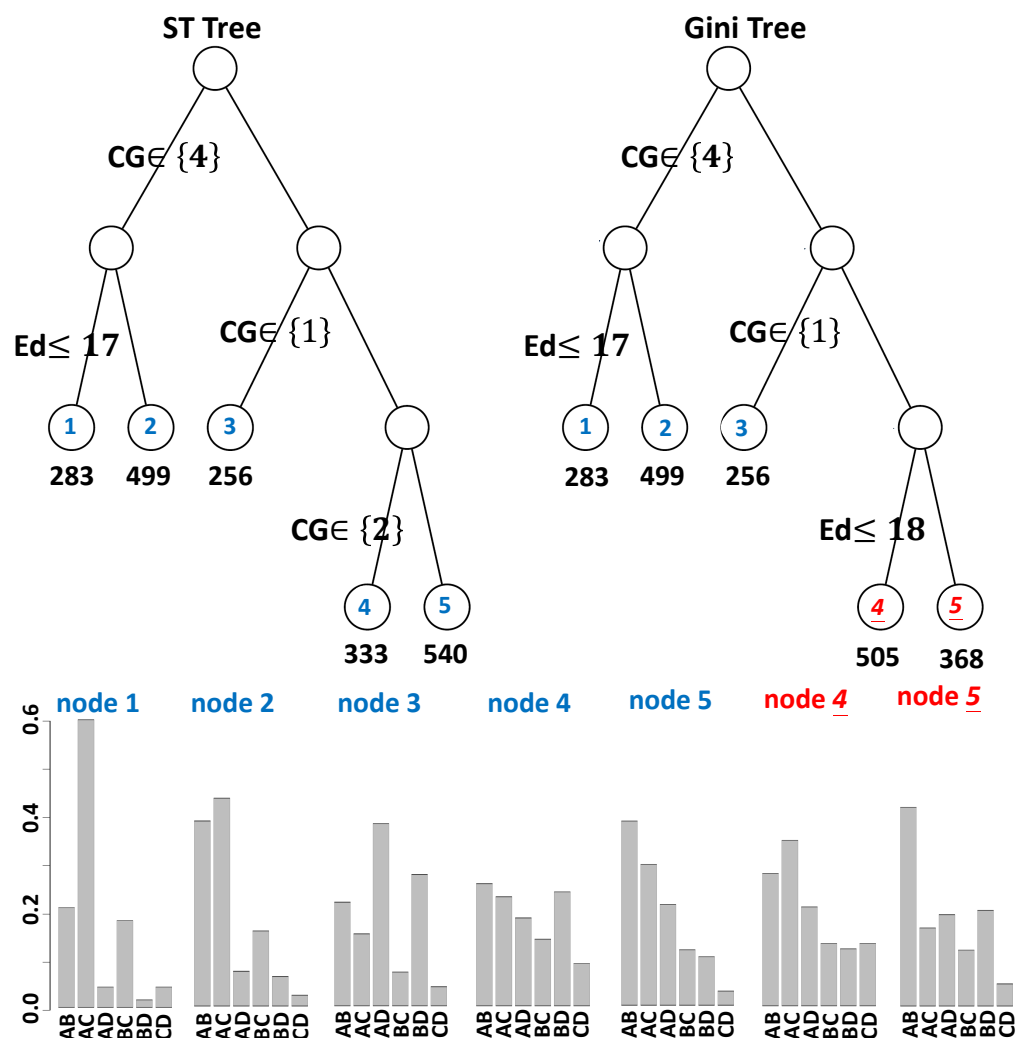 ST Tree
Gini Tree
CG∈ {4}
CG∈ {4}
Ed≤ 17
CG∈ {1}
Ed≤ 17
CG∈ {1}
1 2 3
1 2 3
283 499 256
283 499 256
CG∈ {2}
Ed≤ 18
4 5
4 5
333 540
505 368
node 1 node 2 node 3 node 4 node 5 node 4 node 5
0.6
0.4
0.2
0.0
AB AC AD BC BD CD
AB AC AD BC BD CD
AB AC AD BC BD CD
AB AC AD BC BD CD
AB AC AD BC BD CD
AB AC AD BC BD CD
AB AC AD BC BD CD